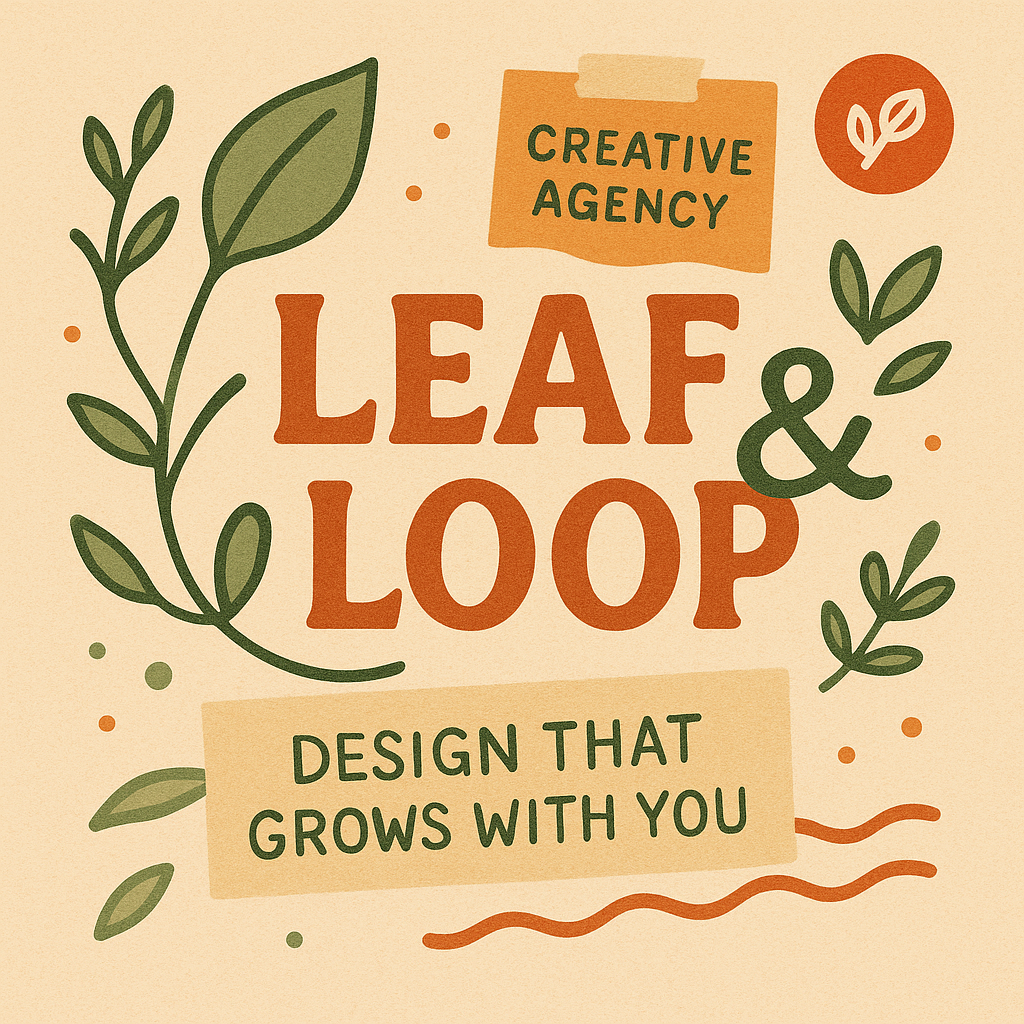 CREATIVE
AGENCY
LEAF &
LOOP
DESIGN THAT
GROWS WITH YOU